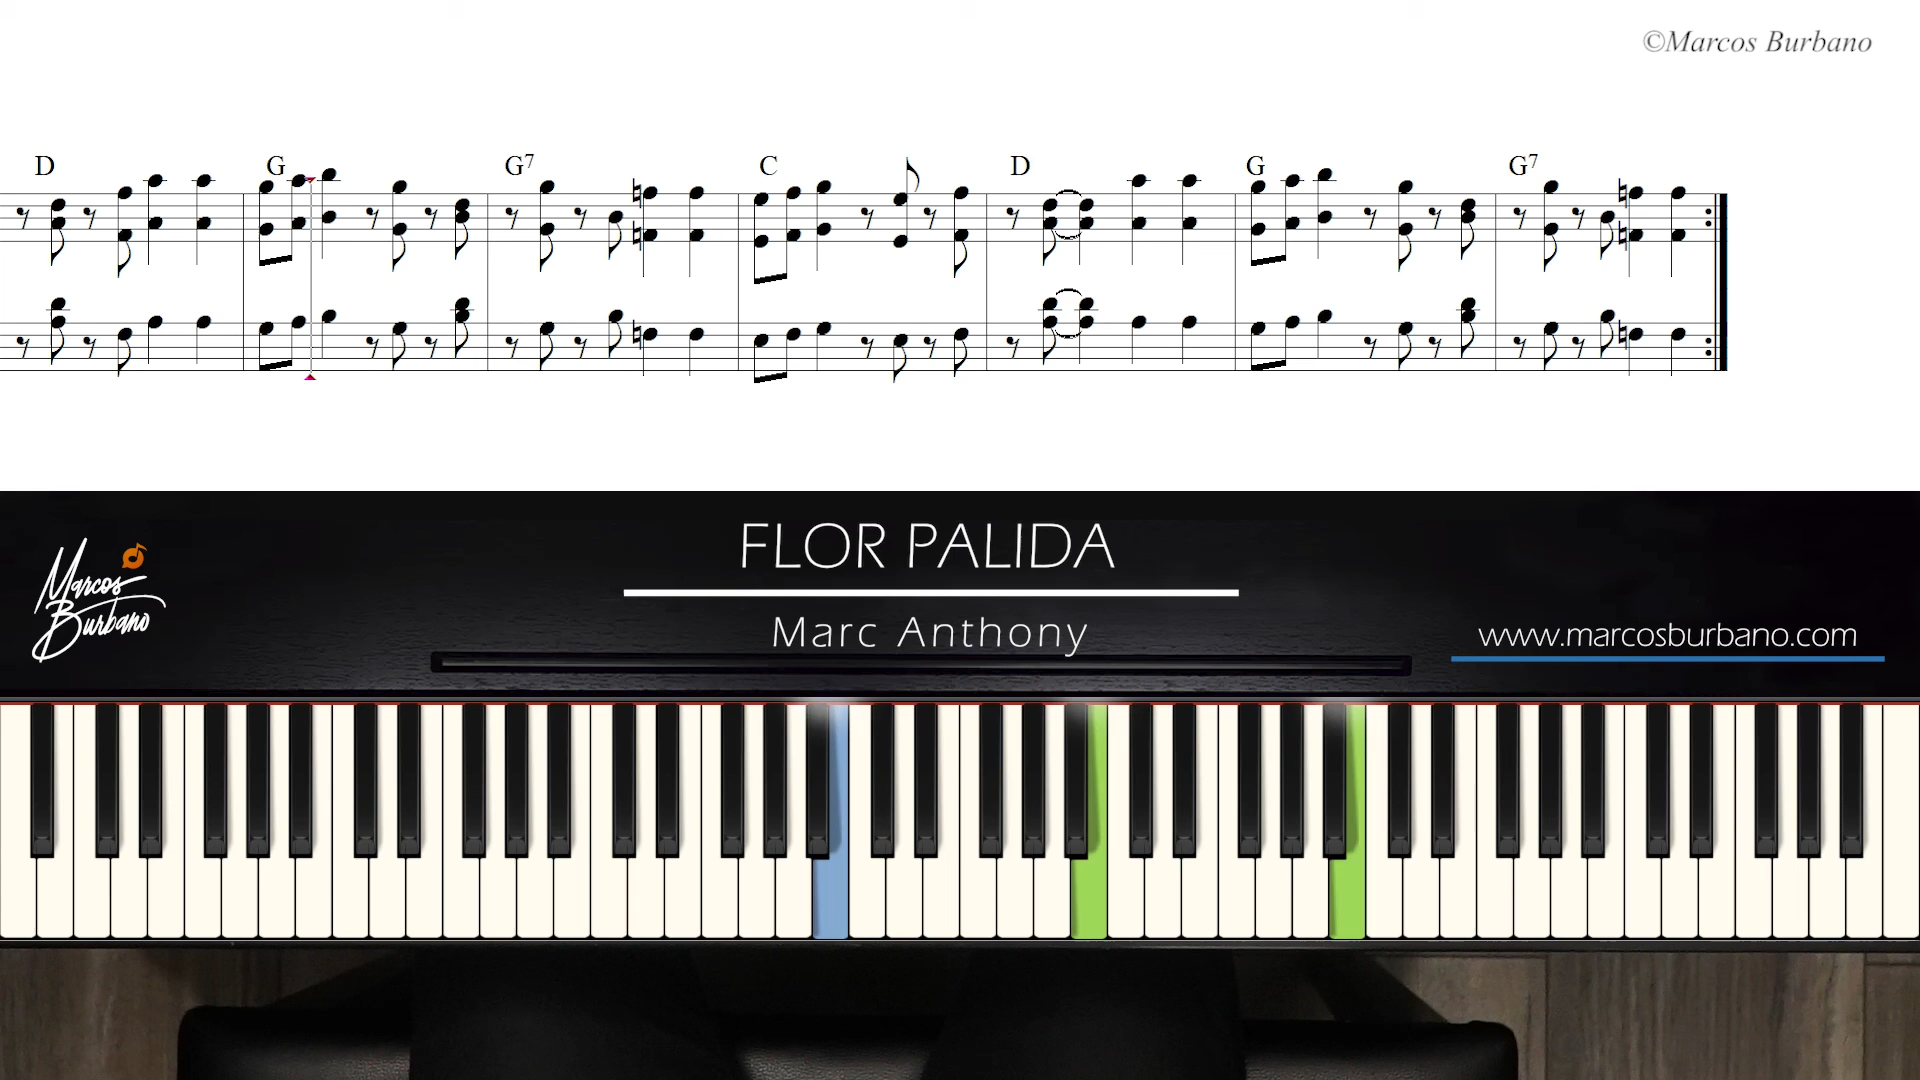 ©Marcos Burbano
D G G7 C D G G7
FLOR PALIDA
Marcos
Burbano
Marc Anthony
www.marcosburbano.com